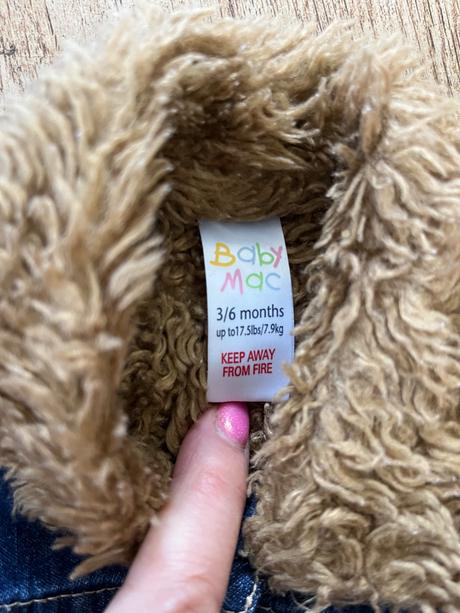 Baby
Mac
3/6 months
up to17.5lbs/7.9kg
KEEP AWAY
FROM FIRE